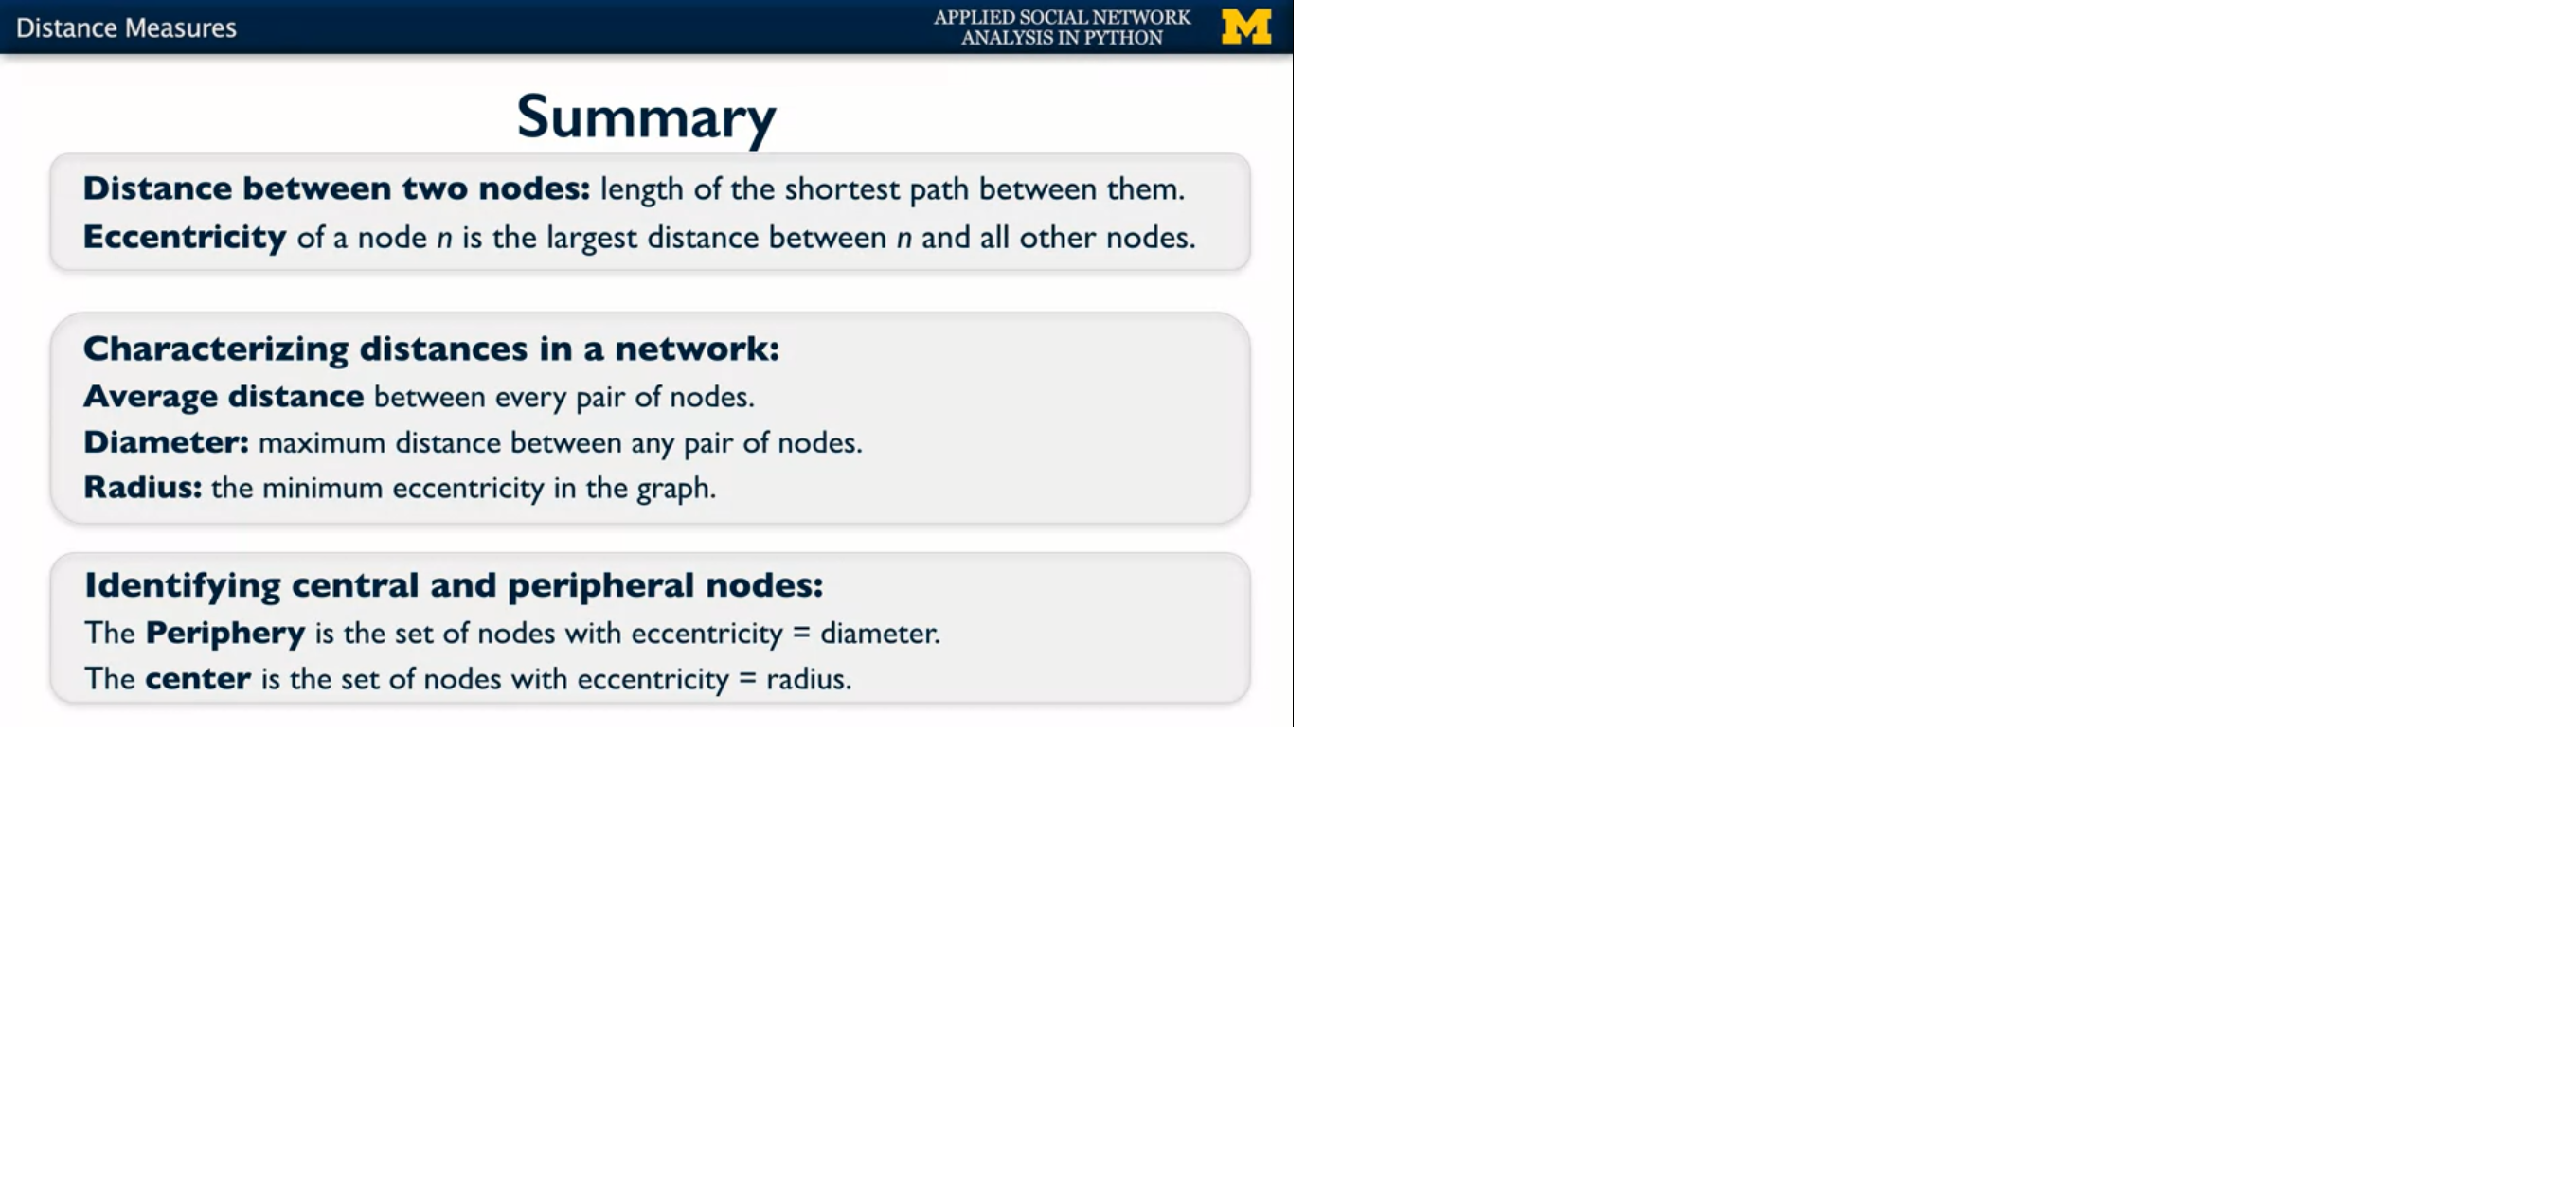 Distance Measures
APPLIED SOCIAL NETWORK
ANALYSIS IN PYTHON
M
Summary
Distance between two nodes: length of the shortest path between them.
Eccentricity of a node n is the largest distance between n and all other nodes.
Characterizing distances in a network:
Average distance between every pair of nodes.
Diameter: maximum distance between any pair of nodes.
Radius: the minimum eccentricity in the graph.
Identifying central and peripheral nodes:
The Periphery is the set of nodes with eccentricity = diameter.
The center is the set of nodes with eccentricity = radius.